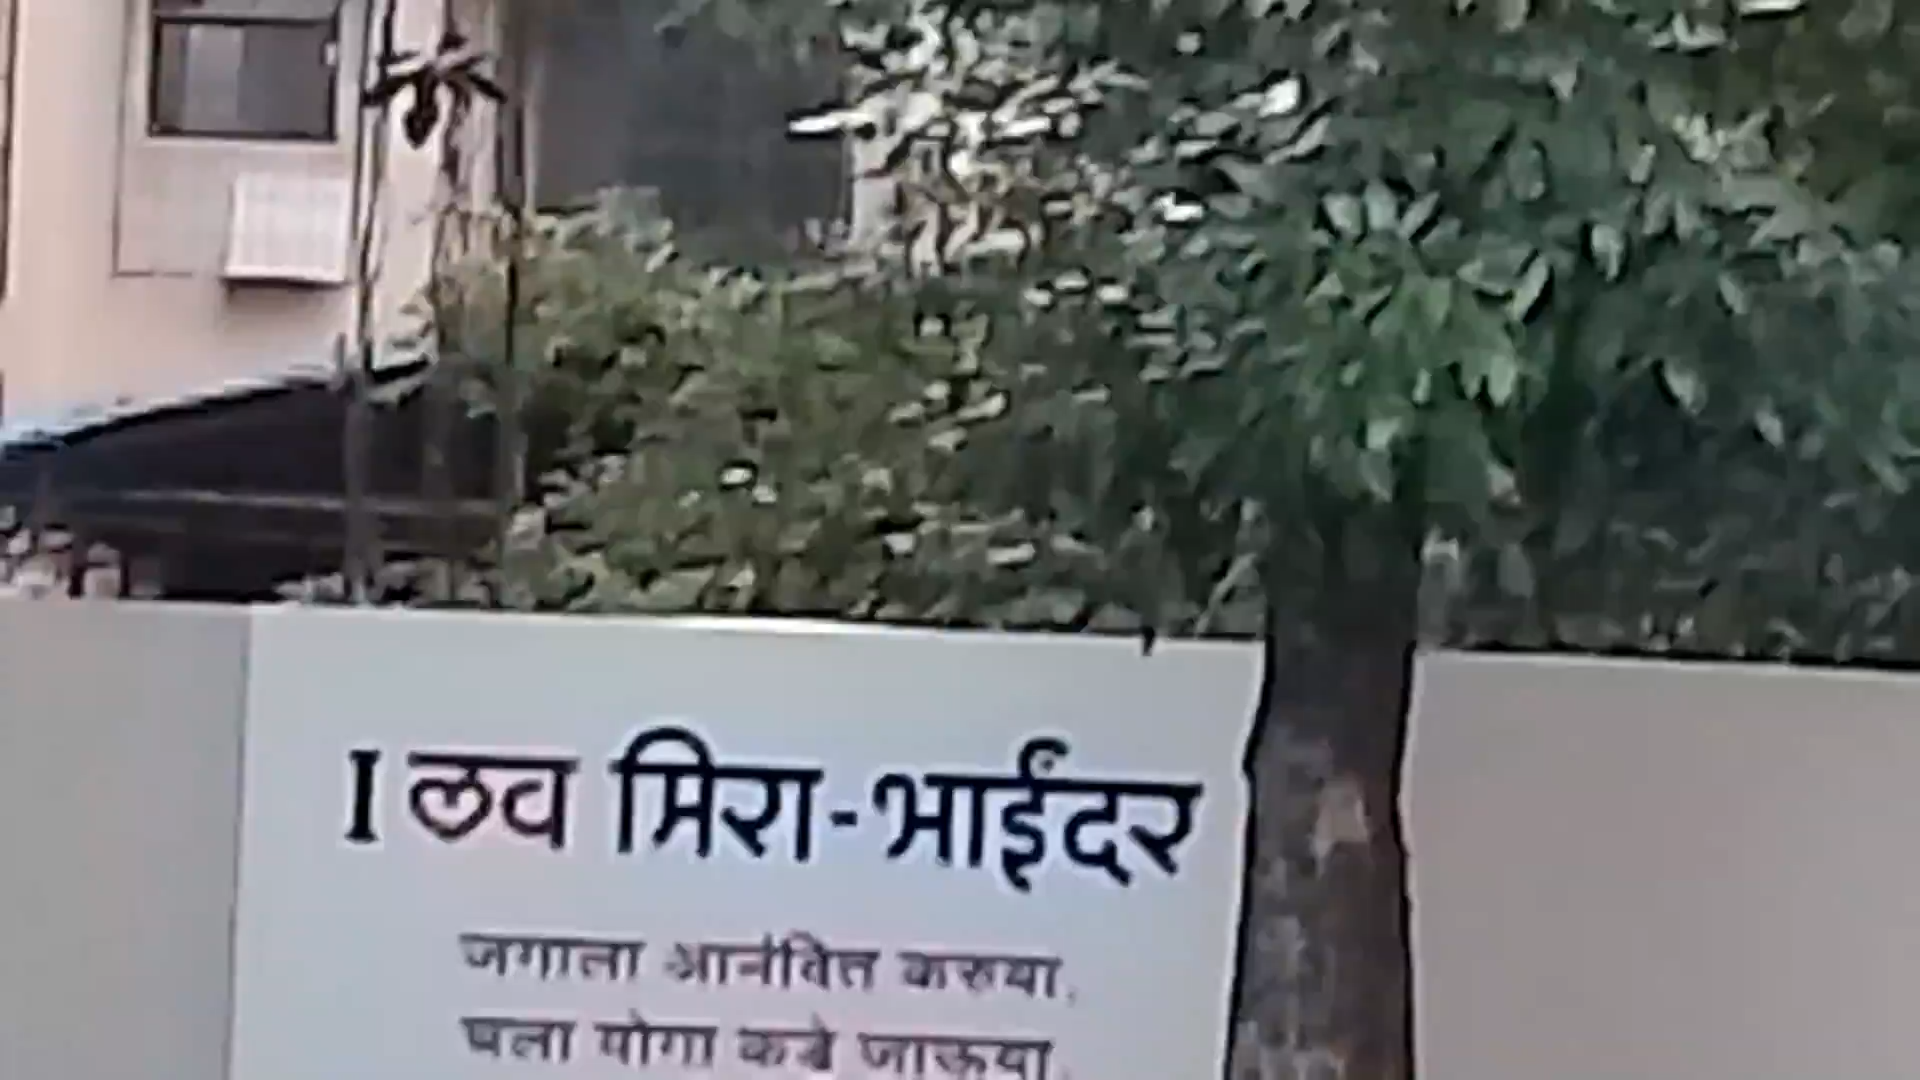 I लव मिरा-भाईंदर
जगाला आनंदित करुया,
चला योगा कडे जाऊया,